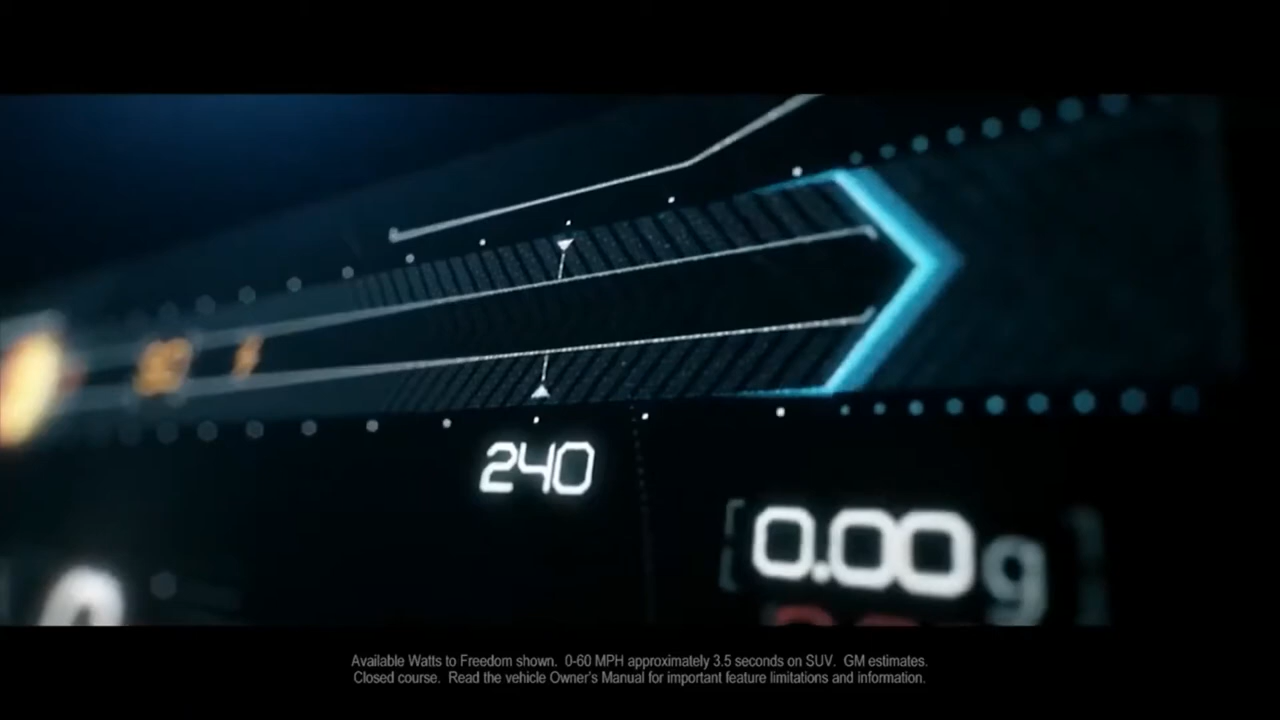 240
0.00g
Available Watts to Freedom shown. 0-60 MPH approximately 3.5 seconds on SUV. GM estimates.
Closed course. Read the vehicle Owner's Manual for important feature limitations and information.